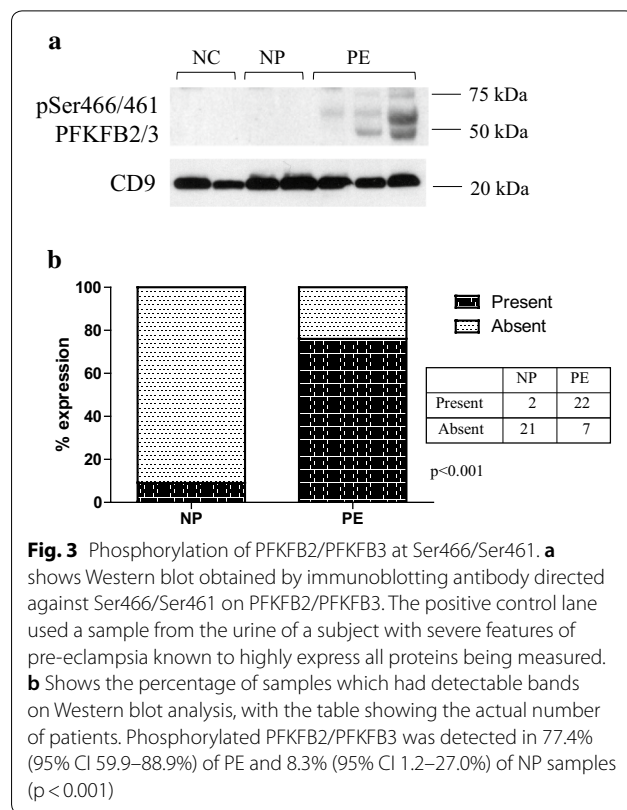 a
NC NP PE
pSer466/461
PFKFB2/3
75 kDa
50 kDa
CD9
20 kDa
b
% expression
100
80
60
40
20
0
NP PE
Present
Absent
NP PE
Present 2 22
Absent 21 7
p<0.001
Fig. 3 Phosphorylation of PFKFB2/PFKFB3 at Ser466/Ser461. a
shows Western blot obtained by immunoblotting antibody directed
against Ser466/Ser461 on PFKFB2/PFKFB3. The positive control lane
used a sample from the urine of a subject with severe features of
pre-eclampsia known to highly express all proteins being measured.
b Shows the percentage of samples which had detectable bands
on Western blot analysis, with the table showing the actual number
of patients. Phosphorylated PFKFB2/PFKFB3 was detected in 77.4%
(95% CI 59.9–88.9%) of PE and 8.3% (95% CI 1.2–27.0%) of NP samples
(p < 0.001)